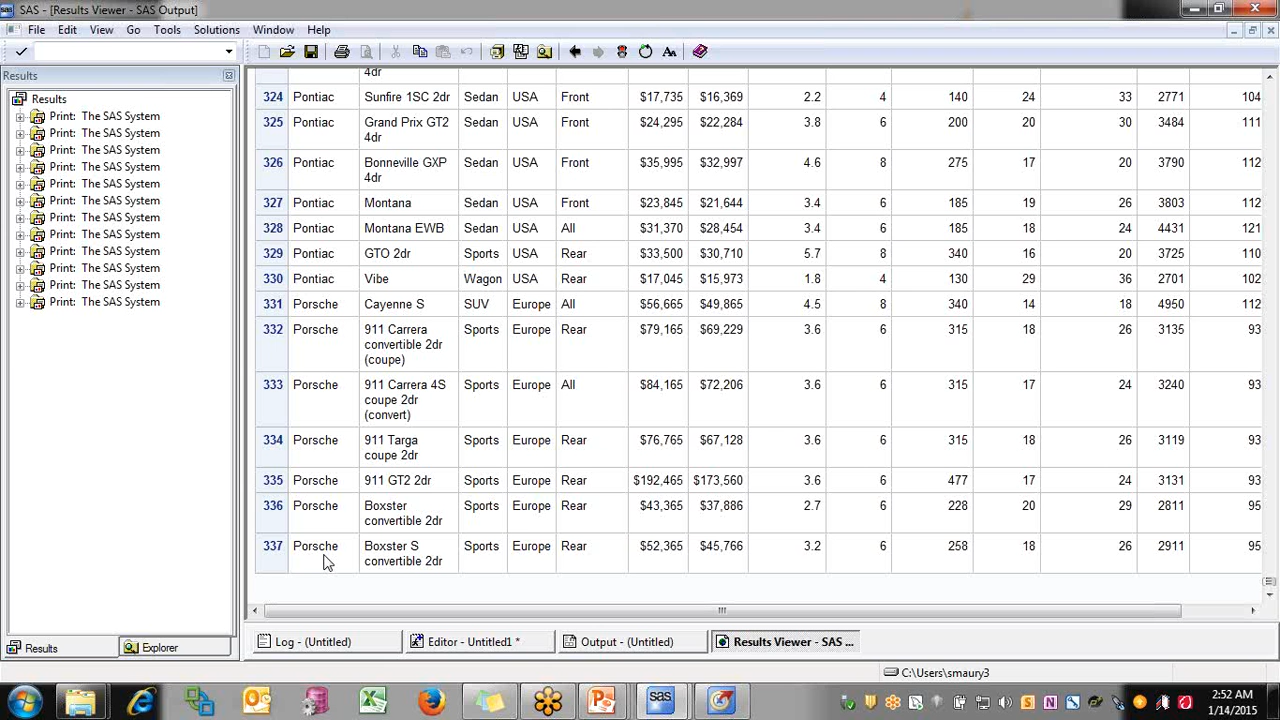 SAS - [Results Viewer - SAS Output]
File Edit View Go Tools Solutions Window Help
Results
Results
Print: The SAS System
Print: The SAS System
Print: The SAS System
Print: The SAS System
Print: The SAS System
Print: The SAS System
Print: The SAS System
Print: The SAS System
Print: The SAS System
Print: The SAS System
Print: The SAS System
Print: The SAS System
Results Explorer
4dr
324 Pontiac Sunfire 1SC 2dr Sedan USA Front $17,735 $16,369 2.2 4 140 24 33 2771 104
325 Pontiac Grand Prix GT2 Sedan USA Front $24,295 $22,284 3.8 6 200 20 30 3484 111
4dr
326 Pontiac Bonneville GXP Sedan USA Front $35,995 $32,997 4.6 8 275 17 20 3790 112
4dr
327 Pontiac Montana Sedan USA Front $23,845 $21,644 3.4 6 185 19 26 3803 112
328 Pontiac Montana EWB Sedan USA All $31,370 $28,454 3.4 6 185 18 24 4431 121
329 Pontiac GTO 2dr Sports USA Rear $33,500 $30,710 5.7 8 340 16 20 3725 110
330 Pontiac Vibe Wagon USA Rear $17,045 $15,973 1.8 4 130 29 36 2701 102
331 Porsche Cayenne S SUV Europe All $56,665 $49,865 4.5 8 340 14 18 4950 112
332 Porsche 911 Carrera Sports Europe Rear $79,165 $69,229 3.6 6 315 18 26 3135 93
convertible 2dr
(coupe)
333 Porsche 911 Carrera 4S Sports Europe All $84,165 $72,206 3.6 6 315 17 24 3240 93
coupe 2dr
(convert)
334 Porsche 911 Targa Sports Europe Rear $76,765 $67,128 3.6 6 315 18 26 3119 93
coupe 2dr
335 Porsche 911 GT2 2dr Sports Europe Rear $192,465 $173,560 3.6 6 477 17 24 3131 93
336 Porsche Boxster Sports Europe Rear $43,365 $37,886 2.7 6 228 20 29 2811 95
convertible 2dr
337 Porsche Boxster S Sports Europe Rear $52,365 $45,766 3.2 6 258 18 26 2911 95
convertible 2dr
Log - (Untitled) Editor - Untitled1 * Output - (Untitled) Results Viewer - SAS ...
C:\Users\smaury3
sas
2:52 AM
1/14/2015